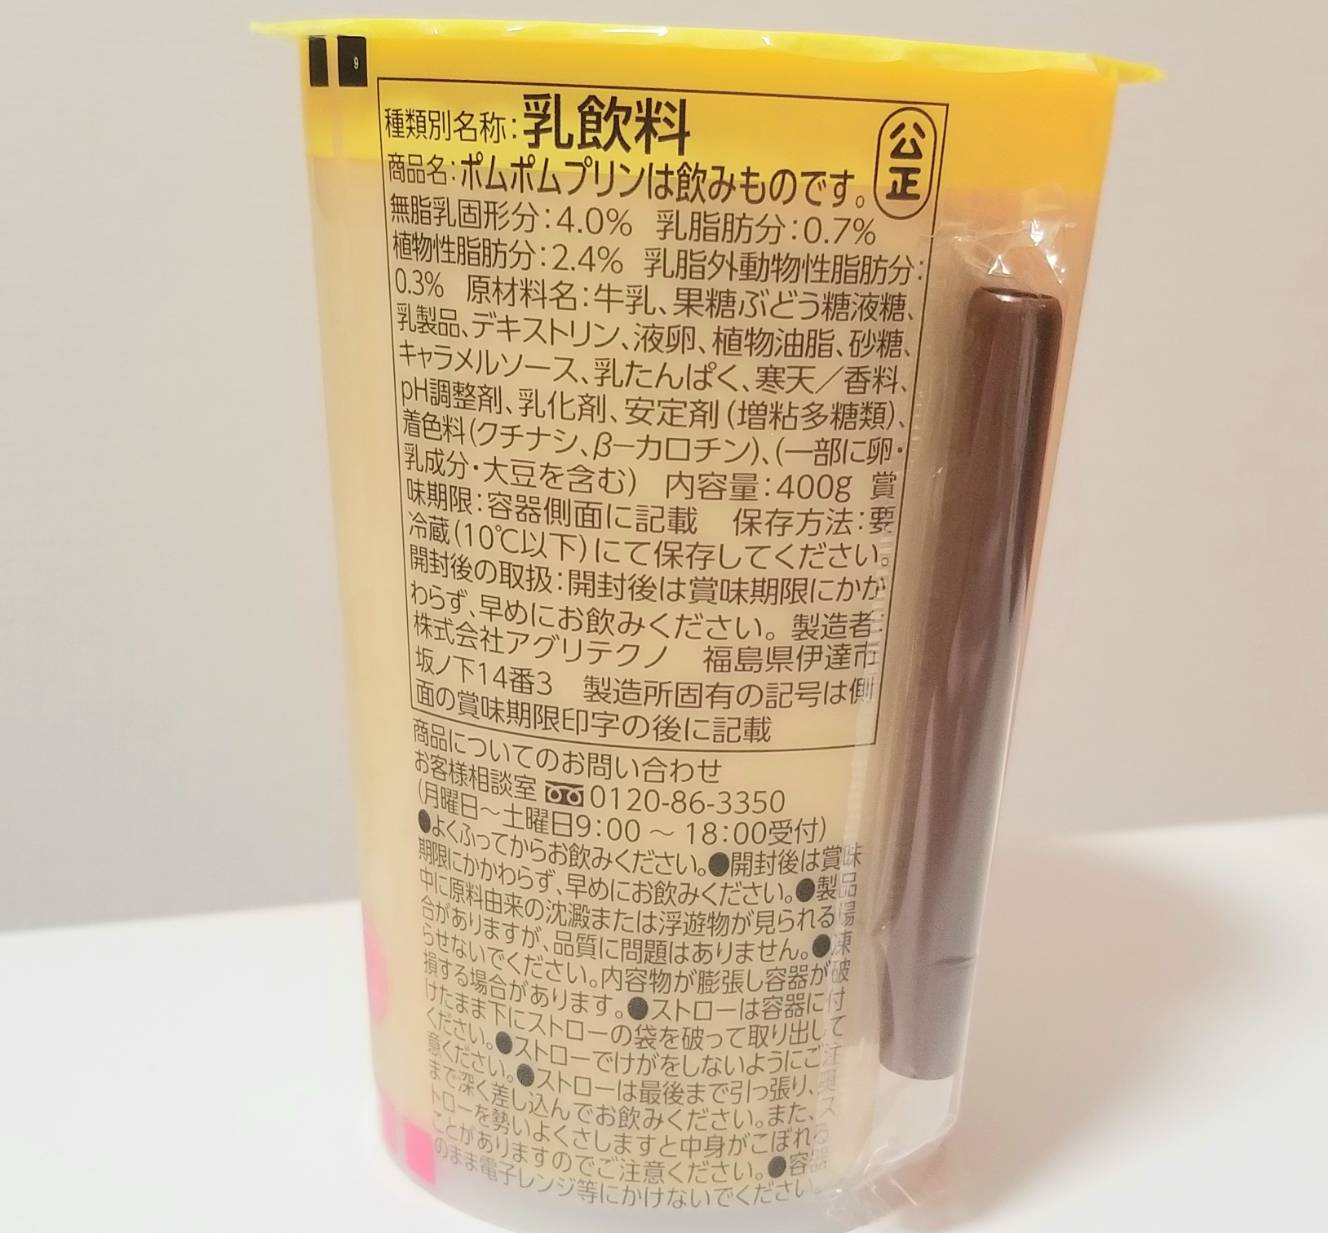 9
種類別名称:乳飲料
公正
商品名:ポムポムプリンは飲みものです。
無脂乳固形分:4.0% 乳脂肪分:0.7%
植物性脂肪分:2.4% 乳脂外動物性脂肪分:
0.3% 原材料名:牛乳、果糖ぶどう糖液糖、
乳製品、デキストリン、液卵、植物油脂、砂糖、
キャラメルソース、乳たんぱく、寒天／香料、
pH調整剤、乳化剤、安定剤(増粘多糖類)、
着色料(クチナシ、β−カロチン)、(一部に卵・
乳成分・大豆を含む) 内容量:400g 賞
味期限:容器側面に記載 保存方法:要
冷蔵(10℃以下)にて保存してください。
開封後の取扱:開封後は賞味期限にかか
わらず、早めにお飲みください。製造者:
株式会社アグリテクノ 福島県伊達市
坂ノ下14番3 製造所固有の記号は側
面の賞味期限印字の後に記載
商品についてのお問い合わせ
お客様相談室 0120-86-3350
(月曜日～土曜日9:00 ～ 18:00受付)
●よくふってからお飲みください。●開封後は賞味
期限にかかわらず、早めにお飲みください。●製品
中に原料由来の沈澱または浮遊物が見られる場
合がありますが、品質に問題はありません。●凍
らせないでください。内容物が膨張し容器が破
損する場合があります。●ストローは容器に付
けたまま下にストローの袋を破って取り出して
ください。●ストローでけがをしないようにご注
意ください。●ストローは最後まで引っ張り、奥
まで深く差し込んでお飲みください。また、ス
トローを勢いよくさしますと中身がこぼれる
ことがありますのでご注意ください。●容器
のまま電子レンジ等にかけないでください。